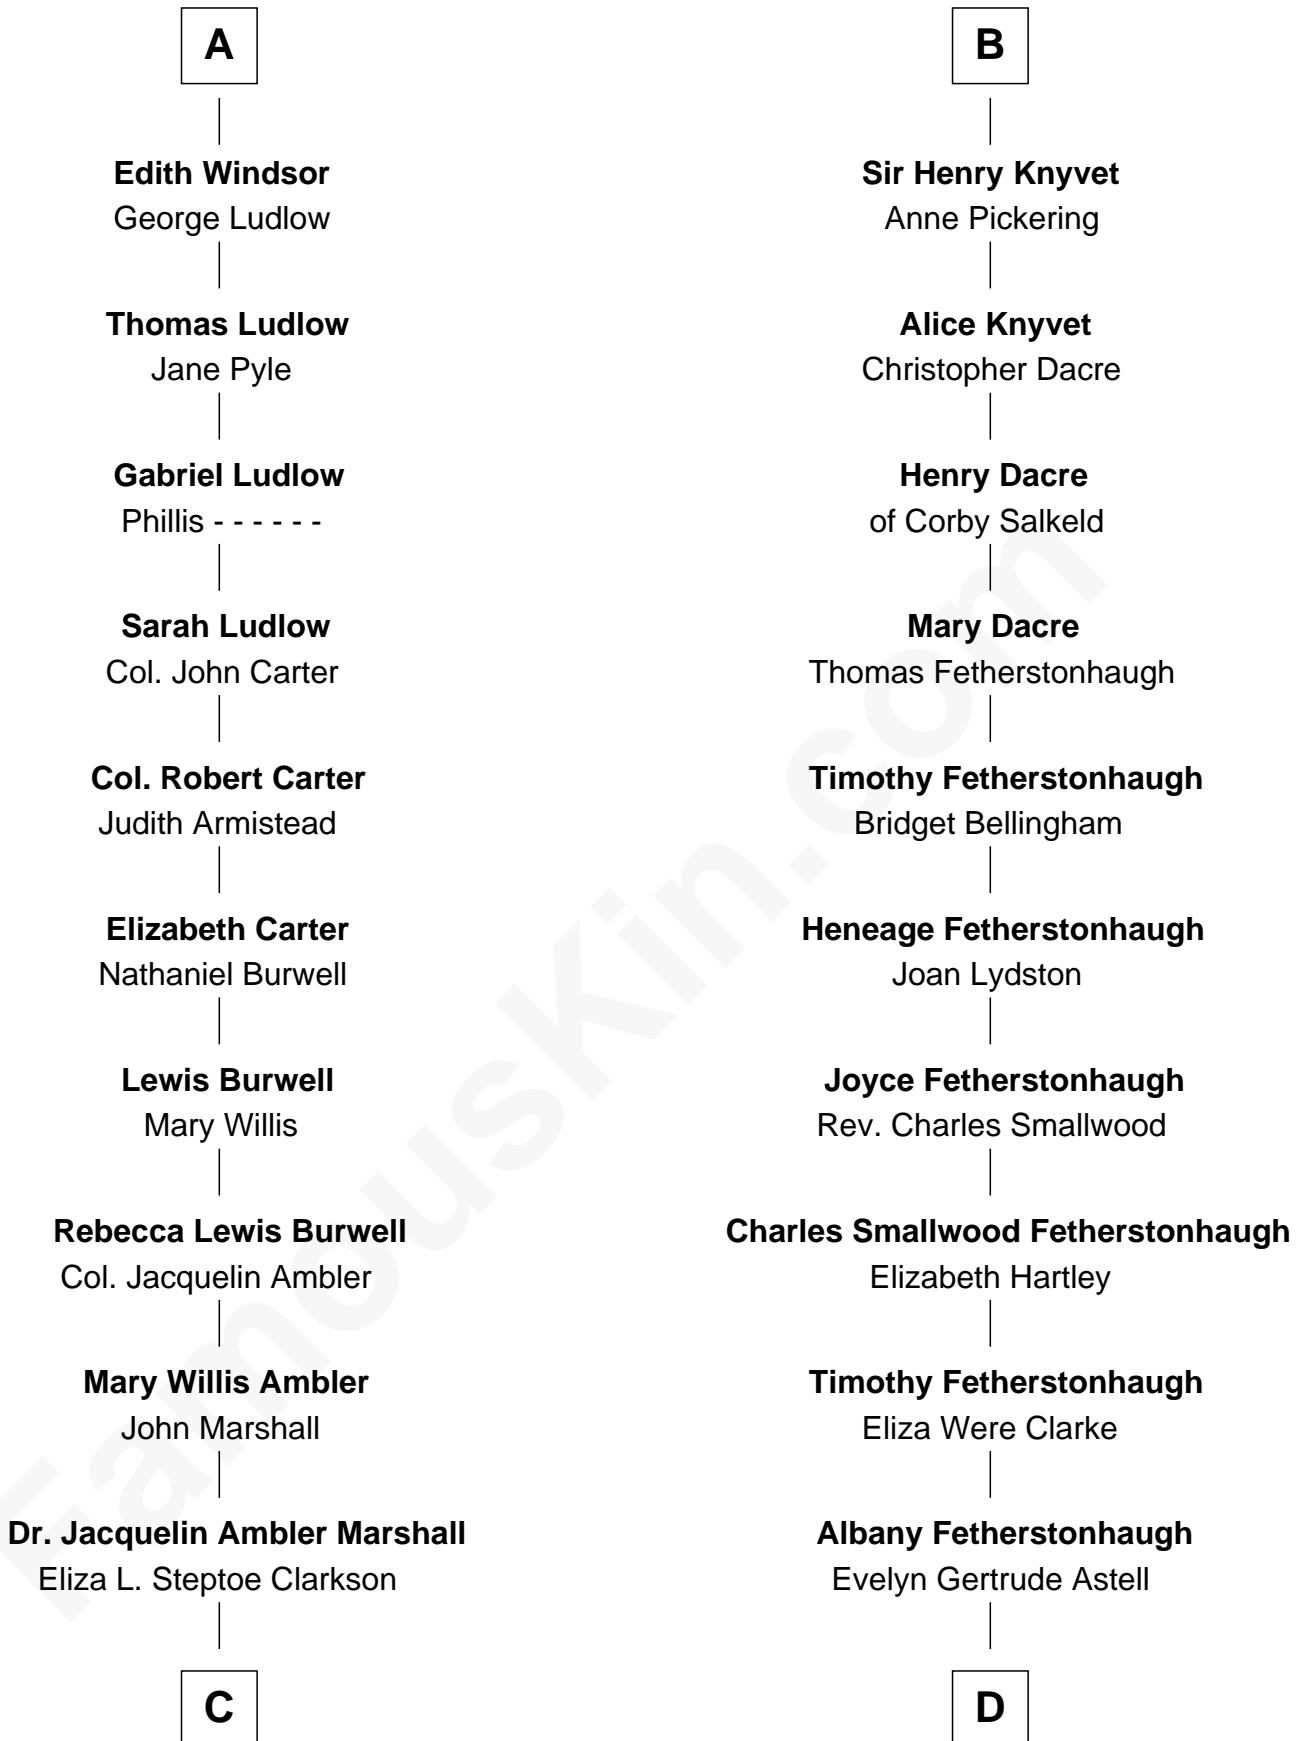 A
Edith Windsor
George Ludlow
Thomas Ludlow
Jane Pyle
Gabriel Ludlow
Phillis - - - - - -
Sarah Ludlow
Col. John Carter
Col. Robert Carter
Judith Armistead
Elizabeth Carter
Nathaniel Burwell
Lewis Burwell
Mary Willis
Rebecca Lewis Burwell
Col. Jacquelin Ambler
Mary Willis Ambler
John Marshall
Dr. Jacquelin Ambler Marshall
Eliza L. Steptoe Clarkson
C
B
Sir Henry Knyvet
Anne Pickering
Alice Knyvet
Christopher Dacre
Henry Dacre
of Corby Salkeld
Mary Dacre
Thomas Fetherstonhaugh
Timothy Fetherstonhaugh
Bridget Bellingham
Heneage Fetherstonhaugh
Joan Lydston
Joyce Fetherstonhaugh
Rev. Charles Smallwood
Charles Smallwood Fetherstonhaugh
Elizabeth Hartley
Timothy Fetherstonhaugh
Eliza Were Clarke
Albany Fetherstonhaugh
Evelyn Gertrude Astell
D
FamousKin.com